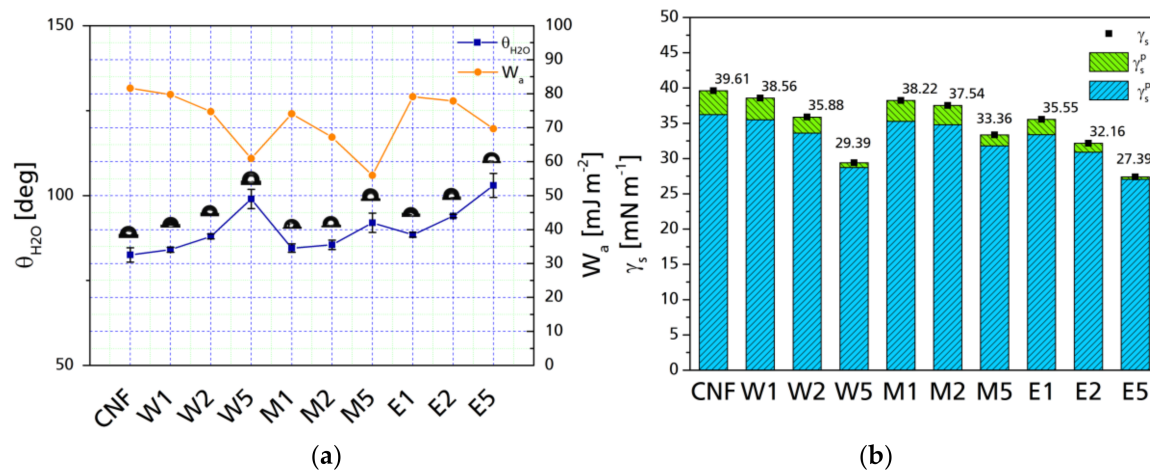 150
100
50
θH2O [deg]
θH2O
Wa
100
90
80
70
60
50
40
30
20
10
0
Wa [mJ m-2]
CNF W1 W2 W5 M1 M2 M5 E1 E2 E5
(a)
50
45
40
35
30
25
20
15
10
5
0
γs [mN m-1]
γs
γsp
γsp
39.61 38.56 35.88 29.39 38.22 37.54 33.36 35.55 32.16 27.39
CNF W1 W2 W5 M1 M2 M5 E1 E2 E5
(b)